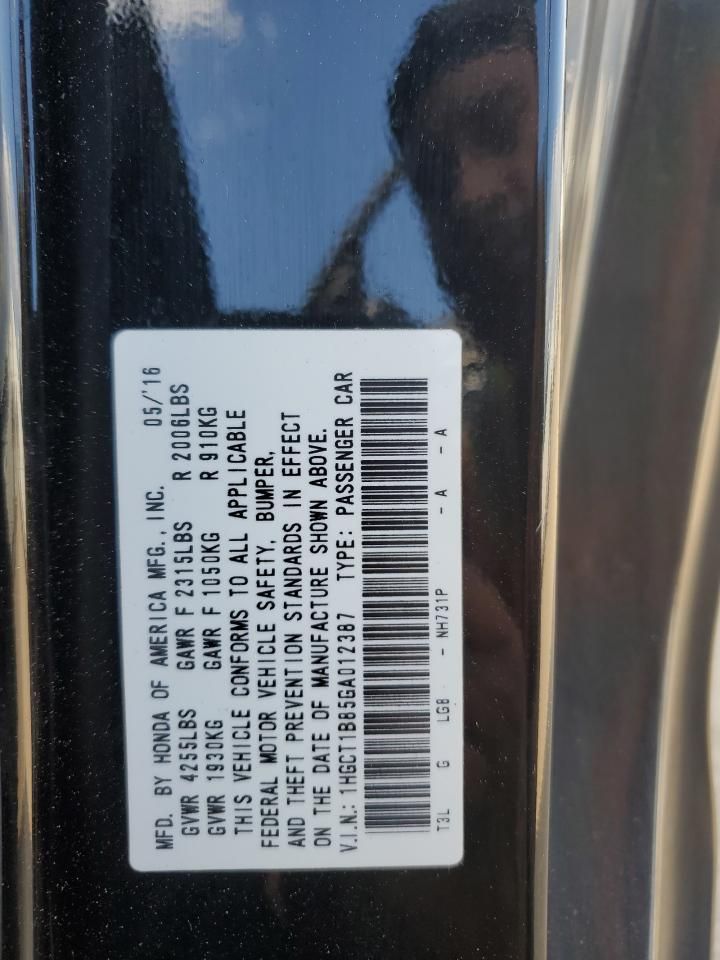 MFD. BY HONDA OF AMERICA MFG., INC. 05/'16
GVWR 4255LBS GAWR F 2315LBS R 2006LBS
GVWR 1930KG GAWR F 1050KG R 910KG
THIS VEHICLE CONFORMS TO ALL APPLICABLE
FEDERAL MOTOR VEHICLE SAFETY, BUMPER,
AND THEFT PREVENTION STANDARDS IN EFFECT
ON THE DATE OF MANUFACTURE SHOWN ABOVE.
V.I.N.: 1HGCT1B85GA012387 TYPE: PASSENGER CAR
T3L G LGB - NH731P - A - A